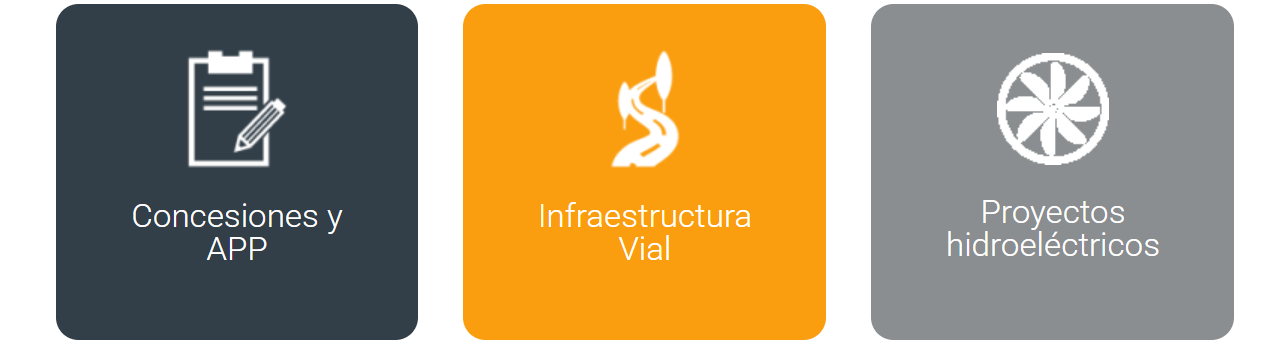 Concesiones y
APP
Infraestructura
Vial
Proyectos
hidroeléctricos